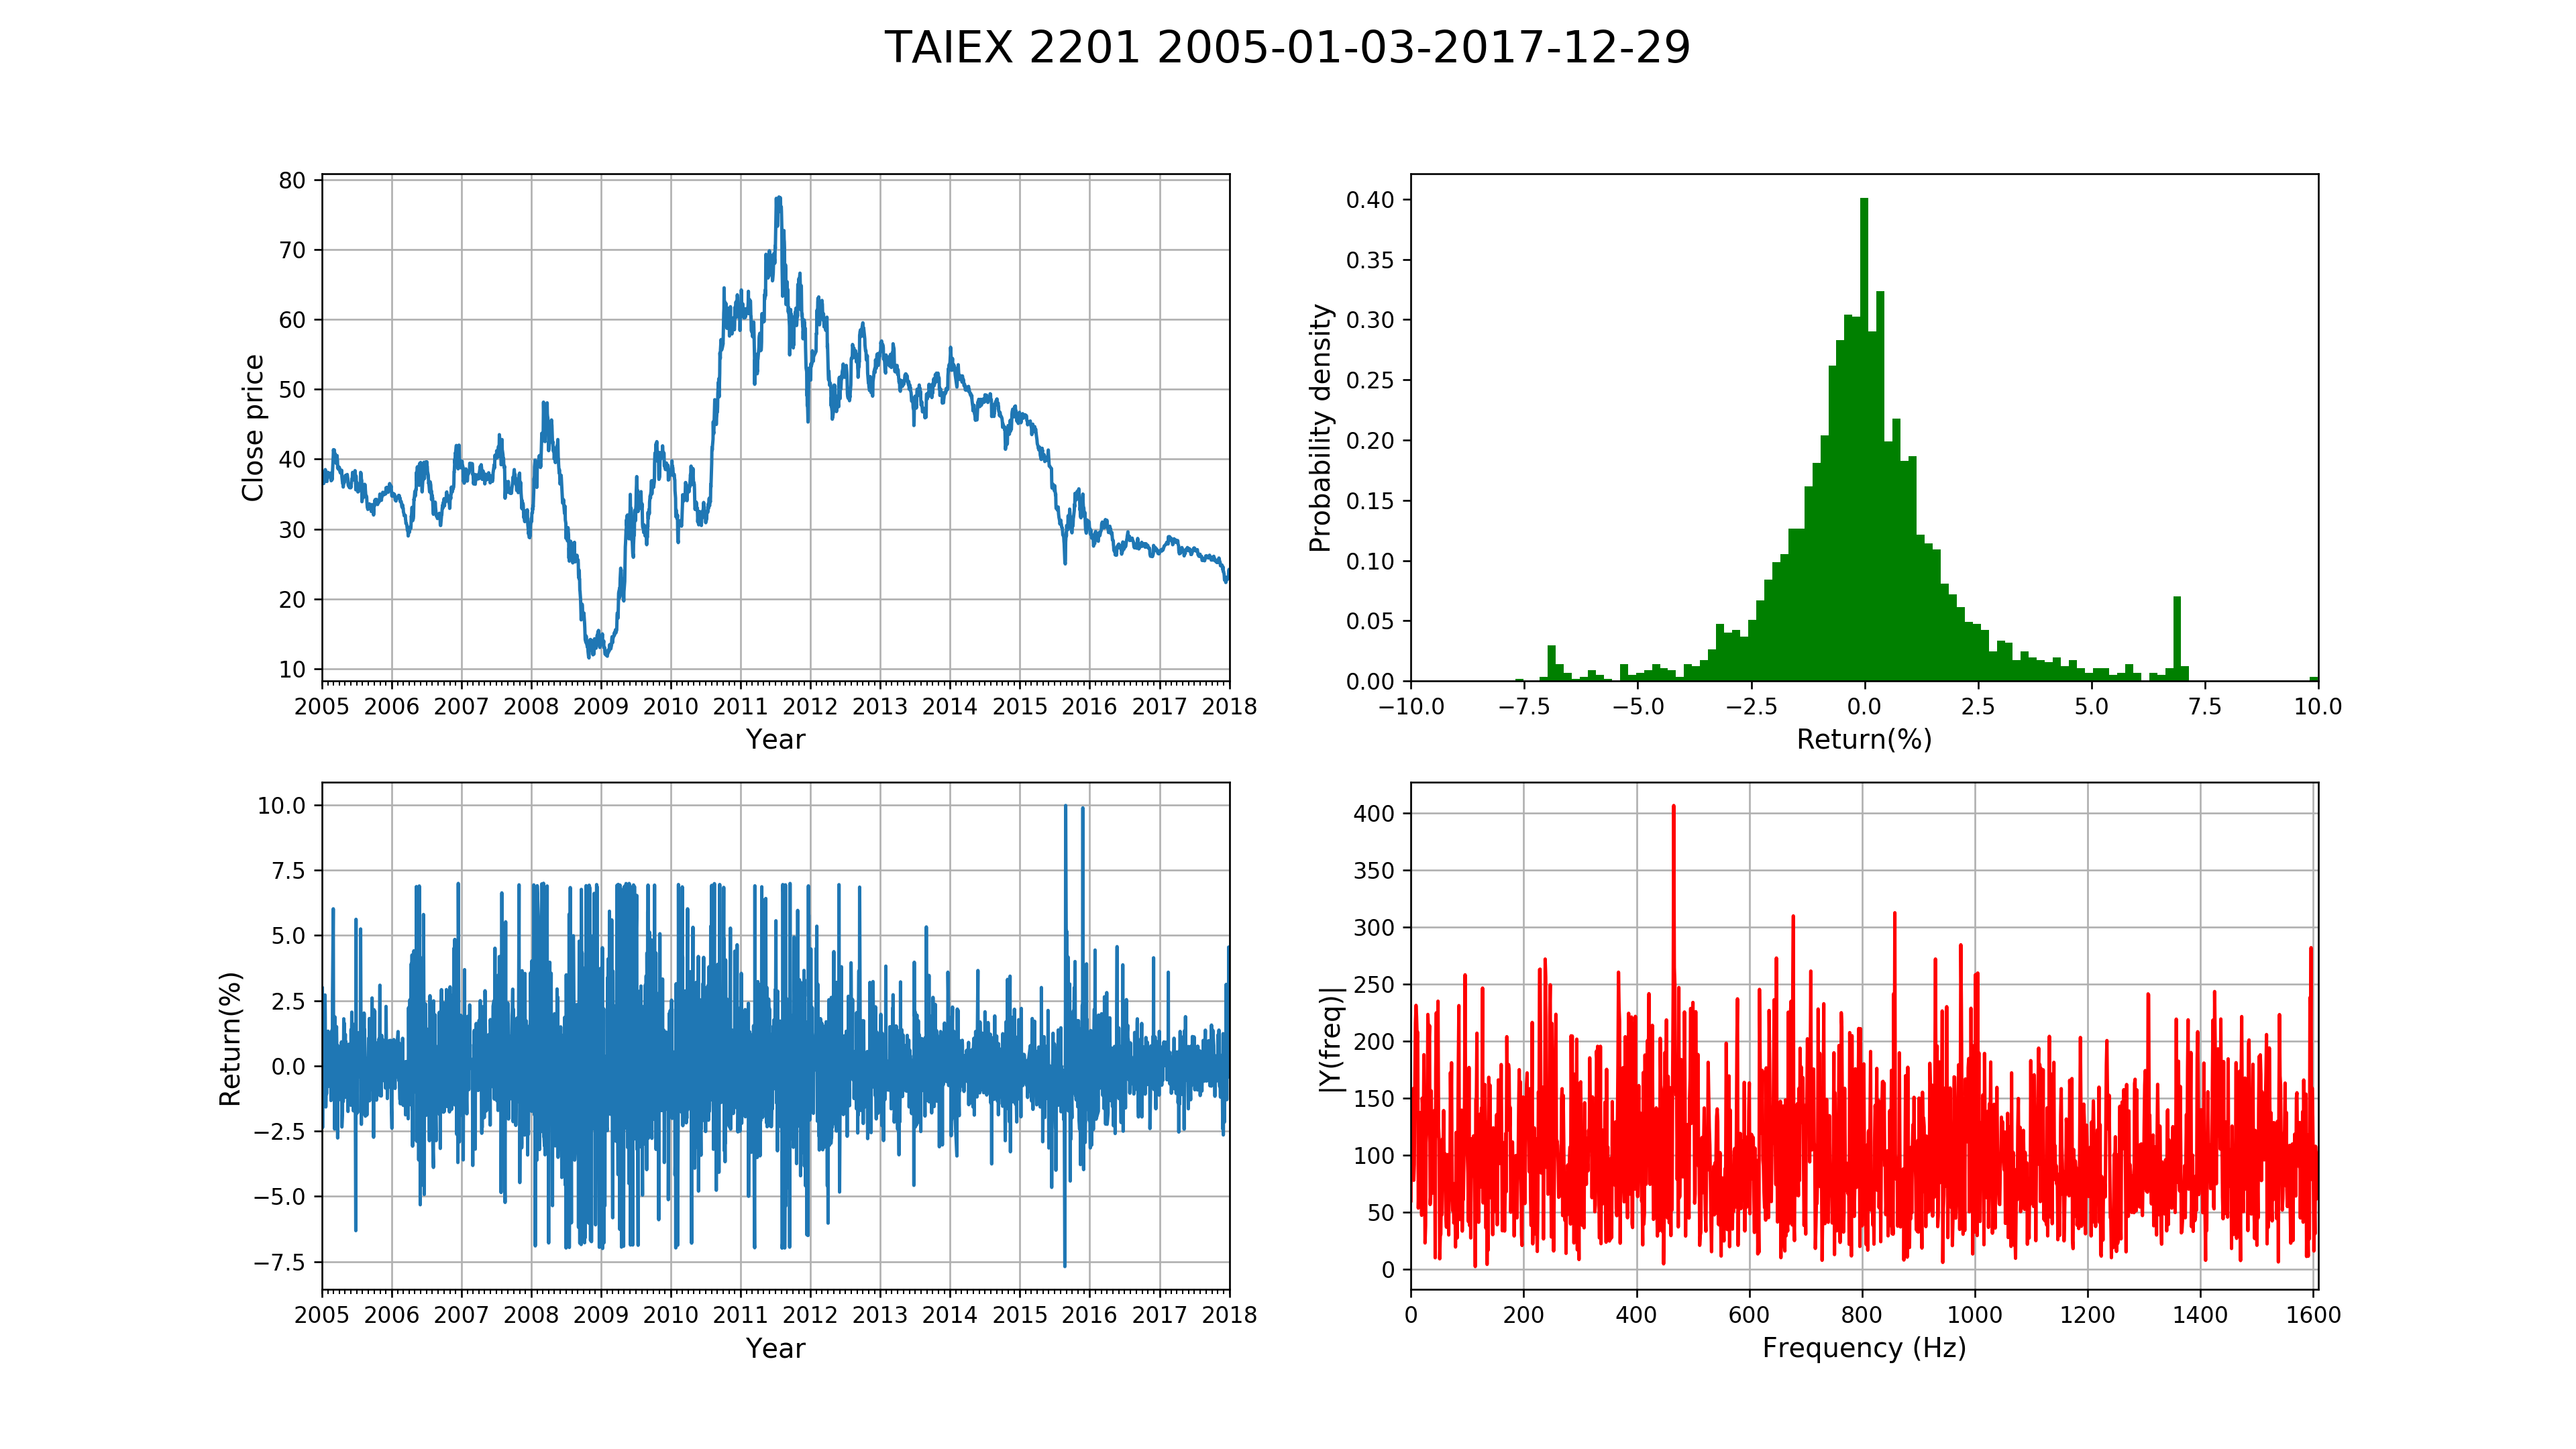 TAIEX 2201 2005-01-03-2017-12-29
80
70
60
50
40
30
20
10
Close price
2005 2006 2007 2008 2009 2010 2011 2012 2013 2014 2015 2016 2017 2018
Year
0.40
0.35
0.30
0.25
0.20
0.15
0.10
0.05
0.00
Probability density
−10.0 −7.5 −5.0 −2.5 0.0 2.5 5.0 7.5 10.0
Return(%)
10.0
7.5
5.0
2.5
0.0
−2.5
−5.0
−7.5
Return(%)
2005 2006 2007 2008 2009 2010 2011 2012 2013 2014 2015 2016 2017 2018
Year
400
350
300
250
200
150
100
50
0
|Y(freq)|
0 200 400 600 800 1000 1200 1400 1600
Frequency (Hz)